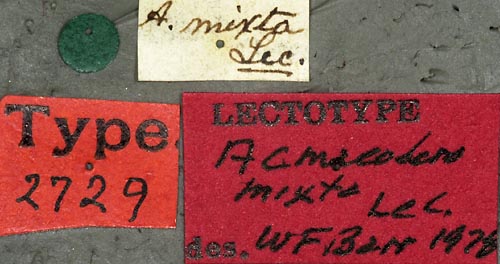 A. mixta
Lec.
Type.
2729
LECTOTYPE
Acmaeodera
mixta
Lec.
des. WFBarr 1978